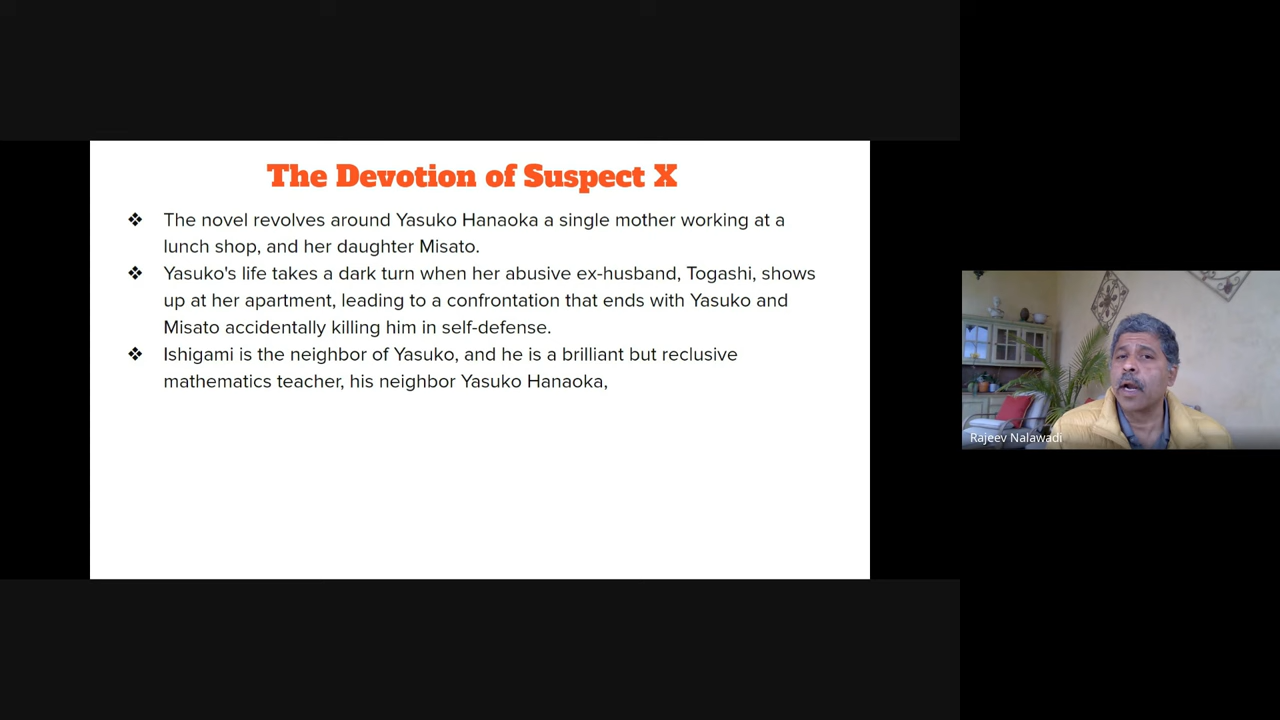 The Devotion of Suspect X
❖ The novel revolves around Yasuko Hanaoka a single mother working at a
lunch shop, and her daughter Misato.
❖ Yasuko's life takes a dark turn when her abusive ex-husband, Togashi, shows
up at her apartment, leading to a confrontation that ends with Yasuko and
Misato accidentally killing him in self-defense.
❖ Ishigami is the neighbor of Yasuko, and he is a brilliant but reclusive
mathematics teacher, his neighbor Yasuko Hanaoka,
Rajeev Nalawadi